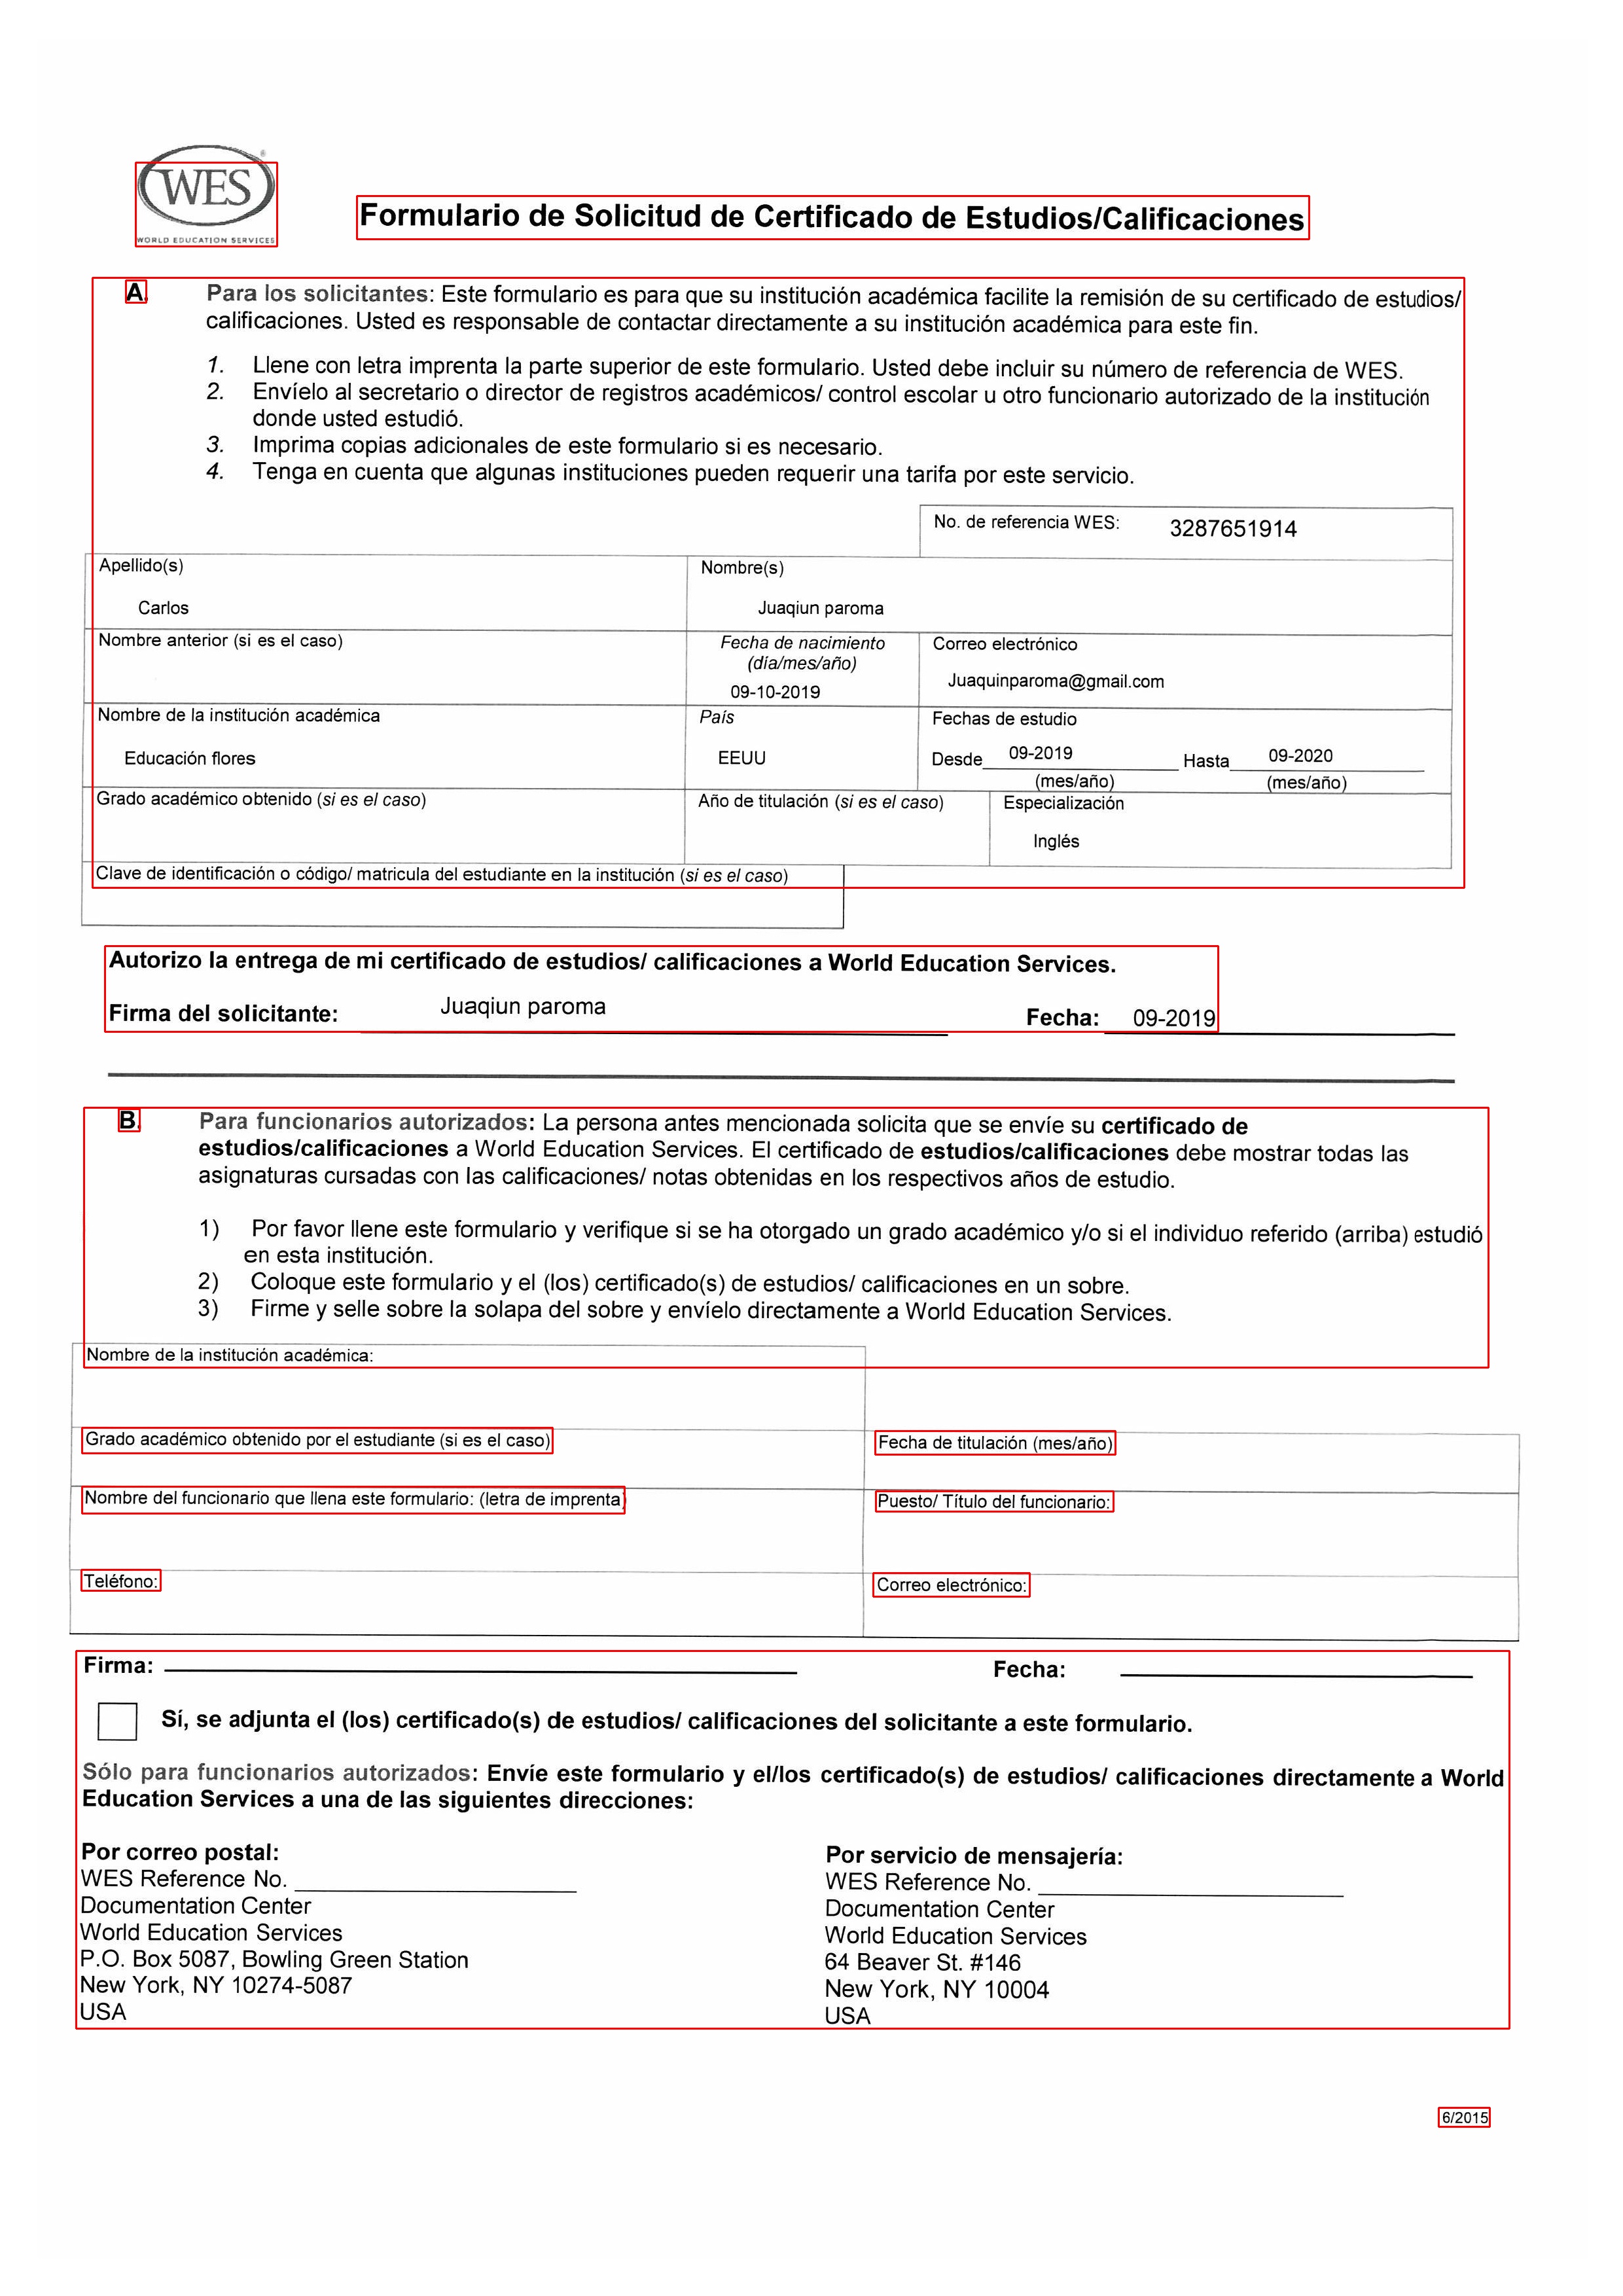 WES
WORLD EDUCATION SERVICES
Formulario de Solicitud de Certificado de Estudios/Calificaciones
A.
Para los solicitantes: Este formulario es para que su institución académica facilite la remisión de su certificado de estudios/
calificaciones. Usted es responsable de contactar directamente a su institución académica para este fin.
1. Llene con letra imprenta la parte superior de este formulario. Usted debe incluir su número de referencia de WES.
2. Envíelo al secretario o director de registros académicos/ control escolar u otro funcionario autorizado de la institución
donde usted estudió.
3. Imprima copias adicionales de este formulario si es necesario.
4. Tenga en cuenta que algunas instituciones pueden requerir una tarifa por este servicio.
No. de referencia WES: 3287651914
Apellido(s) Nombre(s)
Carlos Juaqiun paroma
Nombre anterior (si es el caso) Fecha de nacimiento Correo electrónico
(día/mes/año)
09-10-2019 Juaquinparoma@gmail.com
Nombre de la institución académica País Fechas de estudio
Educación flores EEUU Desde 09-2019 Hasta 09-2020
(mes/año) (mes/año)
Grado académico obtenido (si es el caso) Año de titulación (si es el caso) Especialización
Inglés
Clave de identificación o código/ matricula del estudiante en la institución (si es el caso)
Autorizo la entrega de mi certificado de estudios/ calificaciones a World Education Services.
Firma del solicitante: Juaqiun paroma Fecha: 09-2019
B.
Para funcionarios autorizados: La persona antes mencionada solicita que se envíe su certificado de
estudios/calificaciones a World Education Services. El certificado de estudios/calificaciones debe mostrar todas las
asignaturas cursadas con las calificaciones/ notas obtenidas en los respectivos años de estudio.
1) Por favor llene este formulario y verifique si se ha otorgado un grado académico y/o si el individuo referido (arriba) estudió
en esta institución.
2) Coloque este formulario y el (los) certificado(s) de estudios/ calificaciones en un sobre.
3) Firme y selle sobre la solapa del sobre y envíelo directamente a World Education Services.
Nombre de la institución académica:
Grado académico obtenido por el estudiante (si es el caso) Fecha de titulación (mes/año)
Nombre del funcionario que llena este formulario: (letra de imprenta) Puesto/ Título del funcionario:
Teléfono: Correo electrónico:
Firma: Fecha:
Sí, se adjunta el (los) certificado(s) de estudios/ calificaciones del solicitante a este formulario.
Sólo para funcionarios autorizados: Envíe este formulario y el/los certificado(s) de estudios/ calificaciones directamente a World
Education Services a una de las siguientes direcciones:
Por correo postal:
WES Reference No.
Documentation Center
World Education Services
P.O. Box 5087, Bowling Green Station
New York, NY 10274-5087
USA
Por servicio de mensajería:
WES Reference No.
Documentation Center
World Education Services
64 Beaver St. #146
New York, NY 10004
USA
6/2015